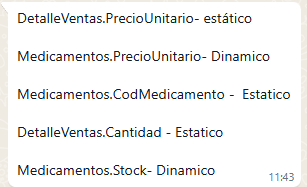 DetalleVentas.PrecioUnitario- estático
Medicamentos.PrecioUnitario- Dinamico
Medicamentos.CodMedicamento -  Estatico
DetalleVentas.Cantidad - Estatico
Medicamentos.Stock- Dinamico
11:43